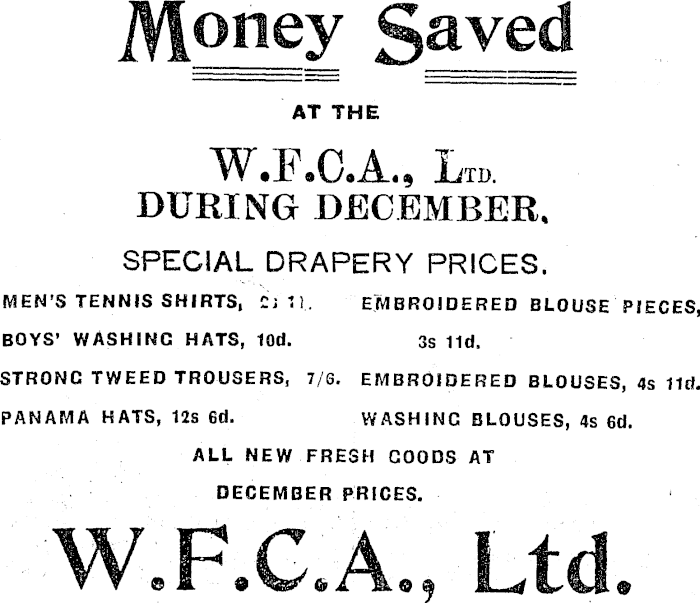 Money Saved
AT THE
W.F.C.A., LTD.
DURING DECEMBER.
SPECIAL DRAPERY PRICES.
MEN'S TENNIS SHIRTS,
BOYS' WASHING HATS, 10d.
STRONG TWEED TROUSERS, 7/6.
PANAMA HATS, 12s 6d.
EMBROIDERED BLOUSE PIECES,
3s 11d.
EMBROIDERED BLOUSES, 4s 11d.
WASHING BLOUSES, 4s 6d.
ALL NEW FRESH GOODS AT
DECEMBER PRICES.
W.F.C.A., Ltd.